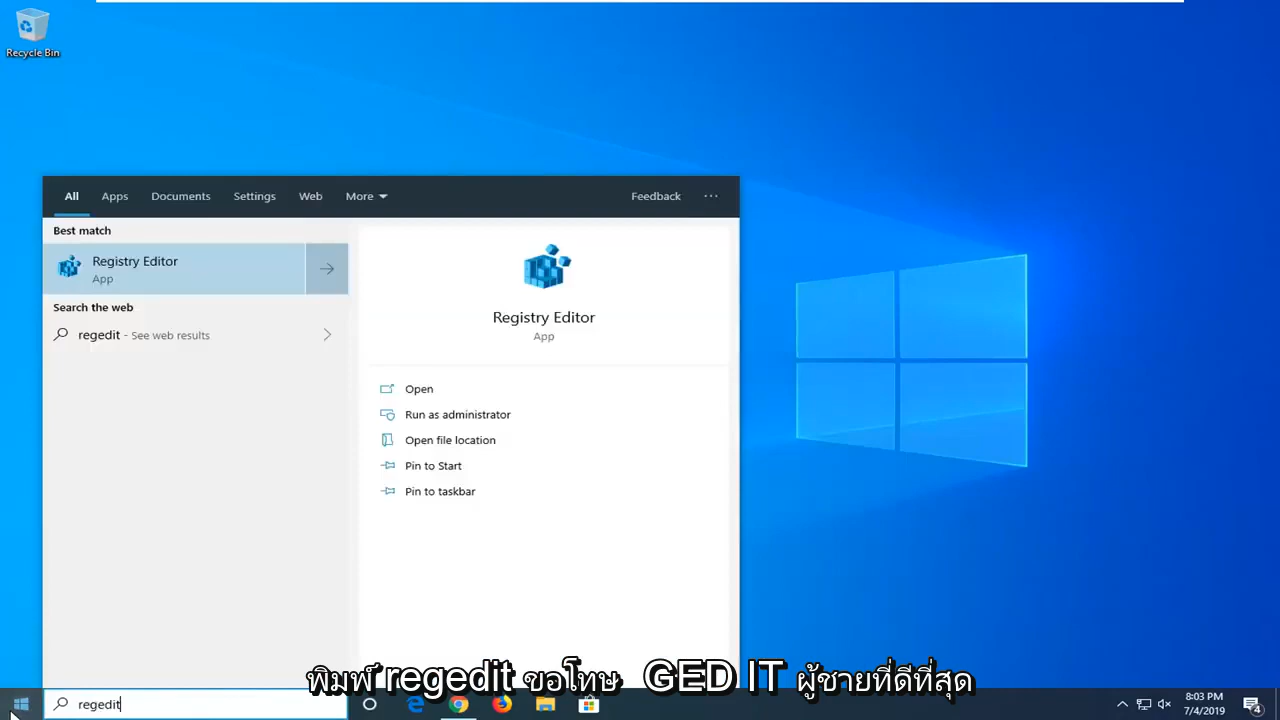 Recycle Bin
All Apps Documents Settings Web More Feedback ···
Best match
Registry Editor
App
Search the web
regedit - See web results
Registry Editor
App
Open
Run as administrator
Open file location
Pin to Start
Pin to taskbar
พิมพ์ regedit ขอโทษ GED IT ผู้ชายที่ดีที่สุด
regedit
8:03 PM
7/4/2019
4